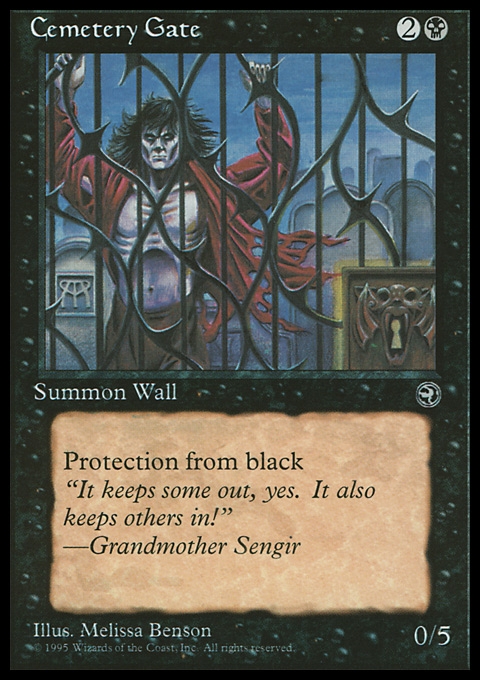 Cemetery Gate 2
Summon Wall
Protection from black
“It keeps some out, yes. It also
keeps others in!”
—Grandmother Sengir
Illus. Melissa Benson
© 1995 Wizards of the Coast, Inc. All rights reserved.
0/5